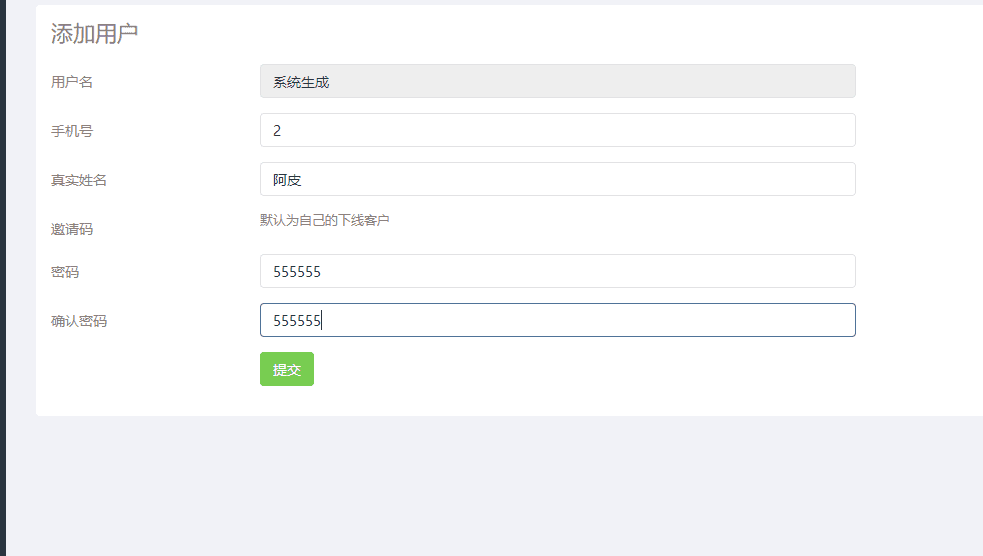 添加用户
用户名 系统生成
手机号 2
真实姓名 阿皮
邀请码 默认为自己的下线客户
密码 555555
确认密码 555555
提交